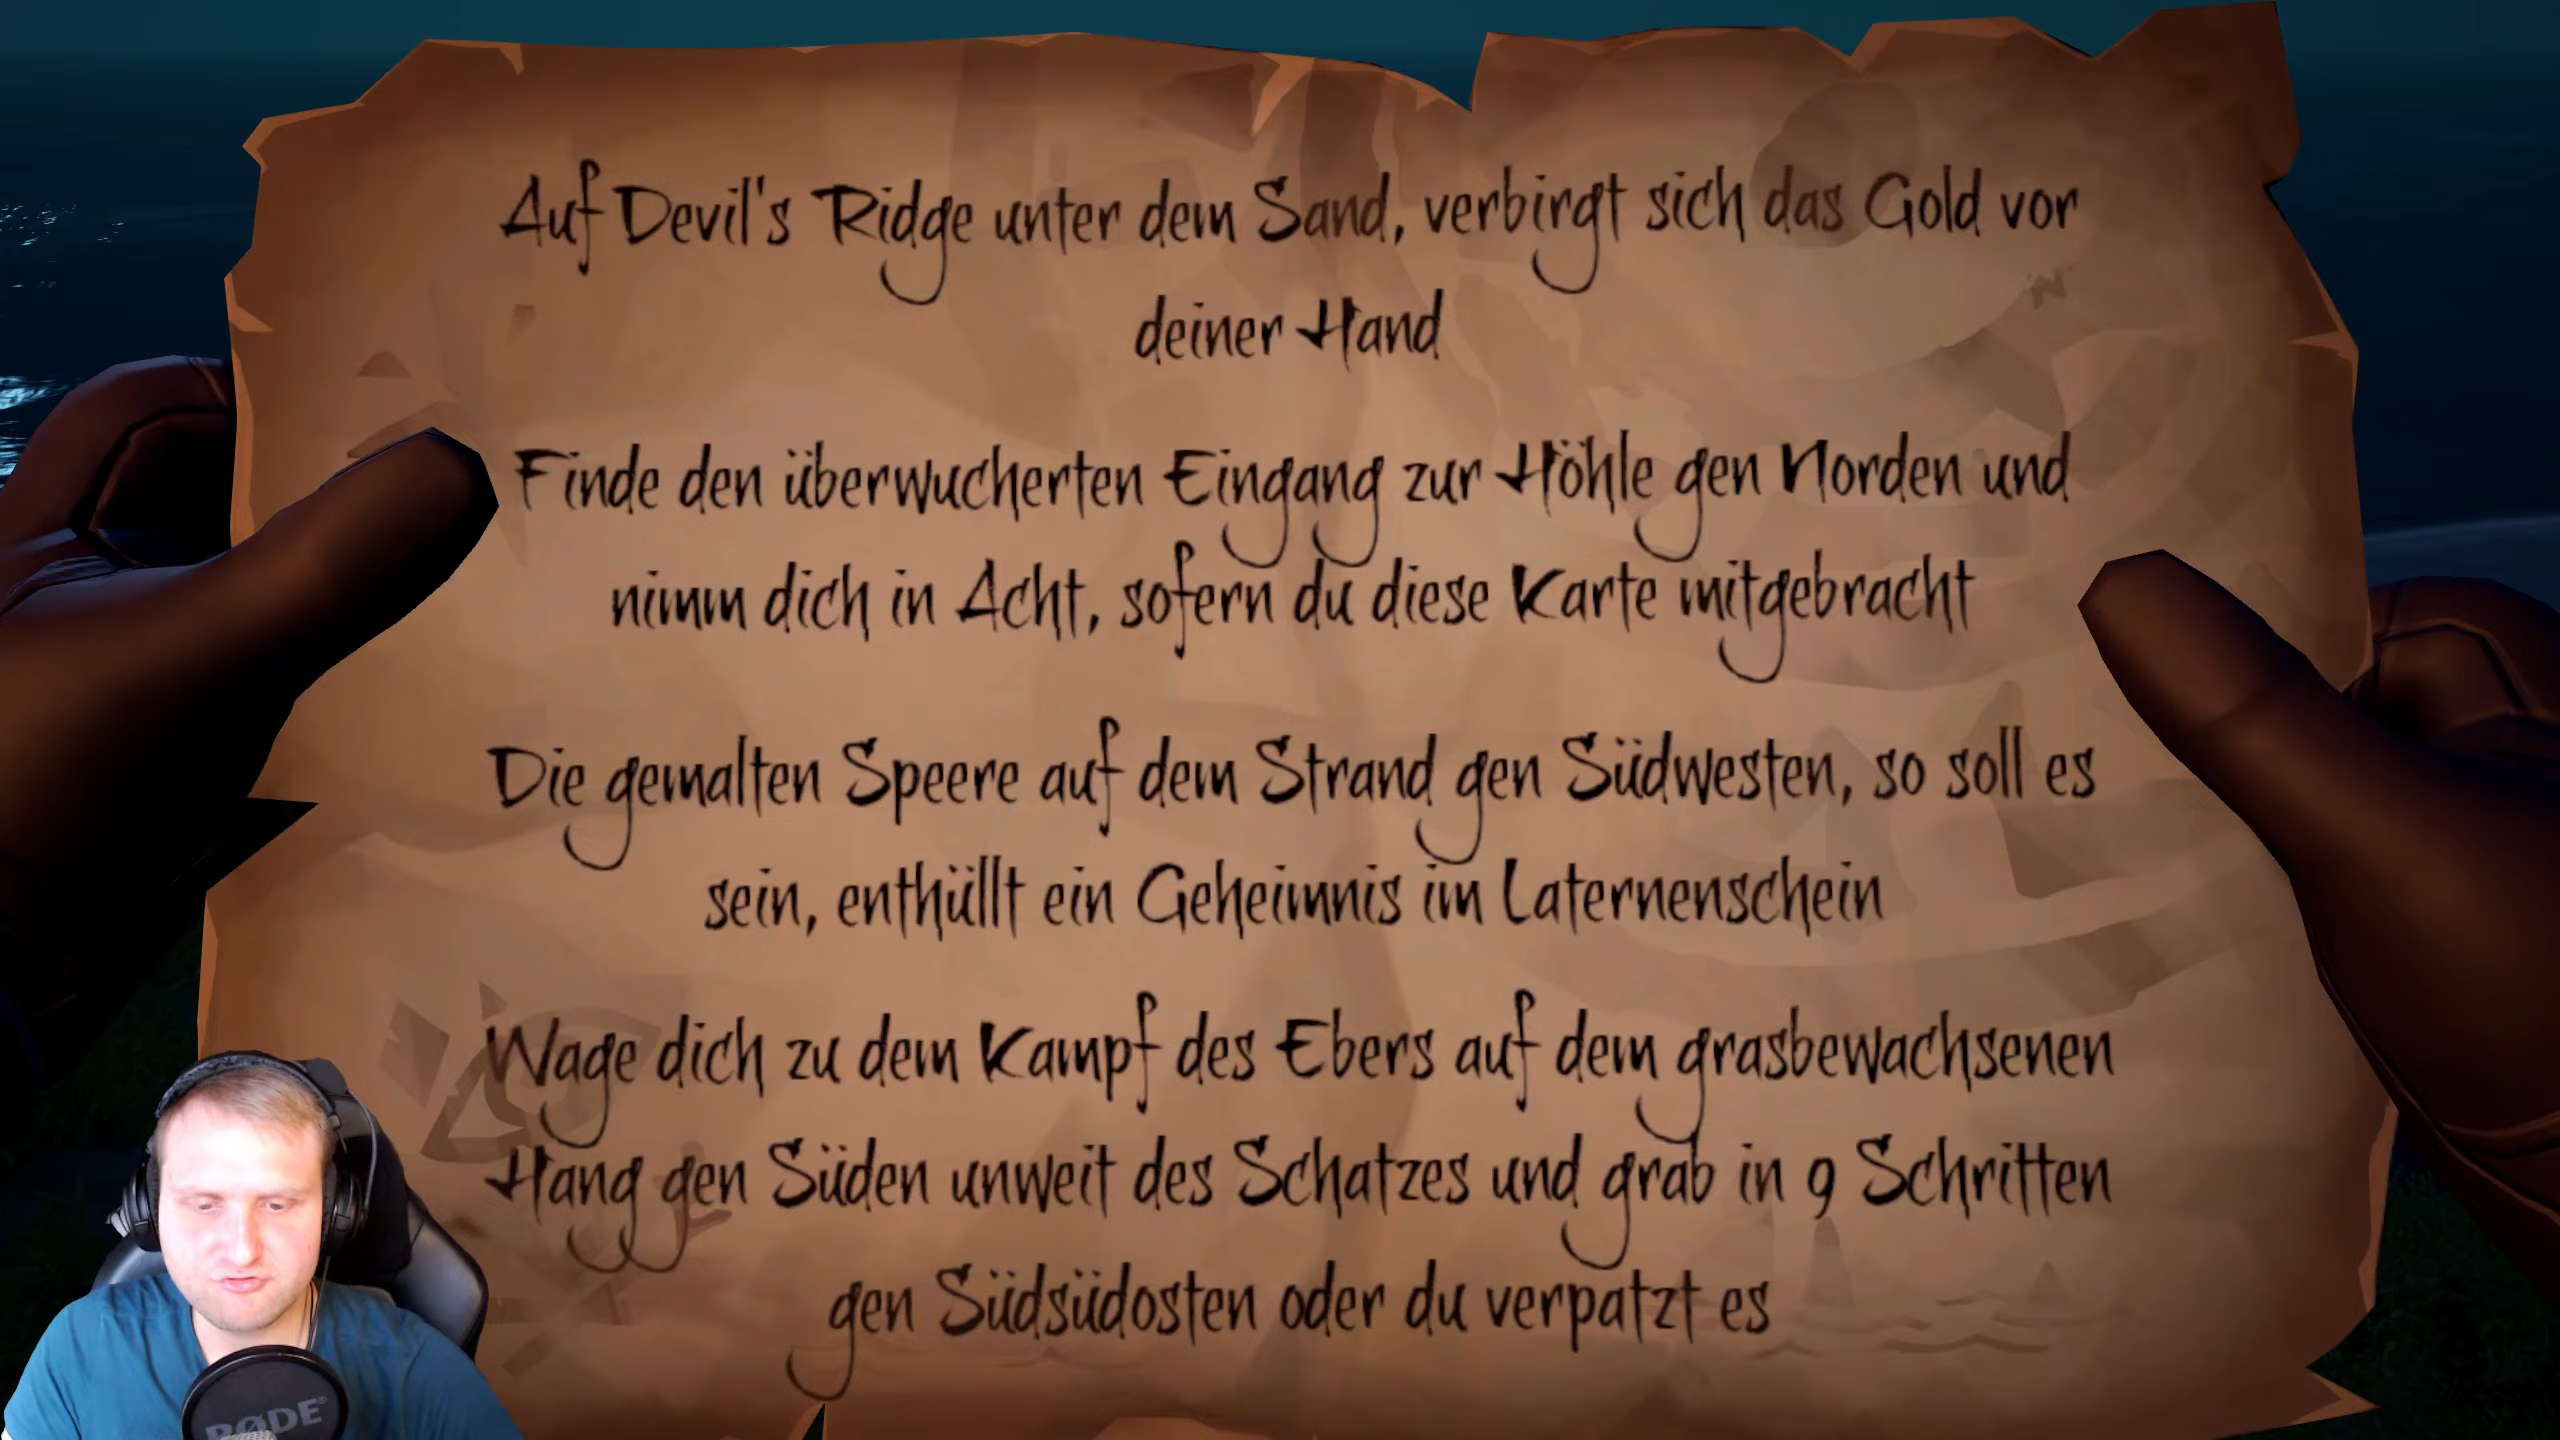 Auf Devil's Ridge unter dem Sand, verbirgt sich das Gold vor
deiner Hand
Finde den überwucherten Eingang zur Höhle gen Norden und
nimm dich in Acht, sofern du diese Karte mitgebracht
Die gemalten Speere auf dem Strand gen Südwesten, so soll es
sein, enthüllt ein Geheimnis im Laternenschein
Wage dich zu dem Kampf des Ebers auf dem grasbewachsenen
Hang gen Süden unweit des Schatzes und grab in 9 Schritten
gen Südsüdosten oder du verpatzt es
RØDE
N